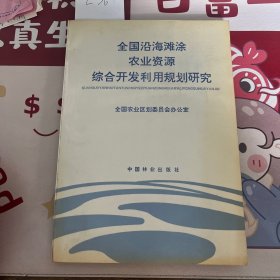 全国沿海滩涂
农业资源
综合开发利用规划研究
全国农业区划委员会办公室
中国林业出版社
真生
$